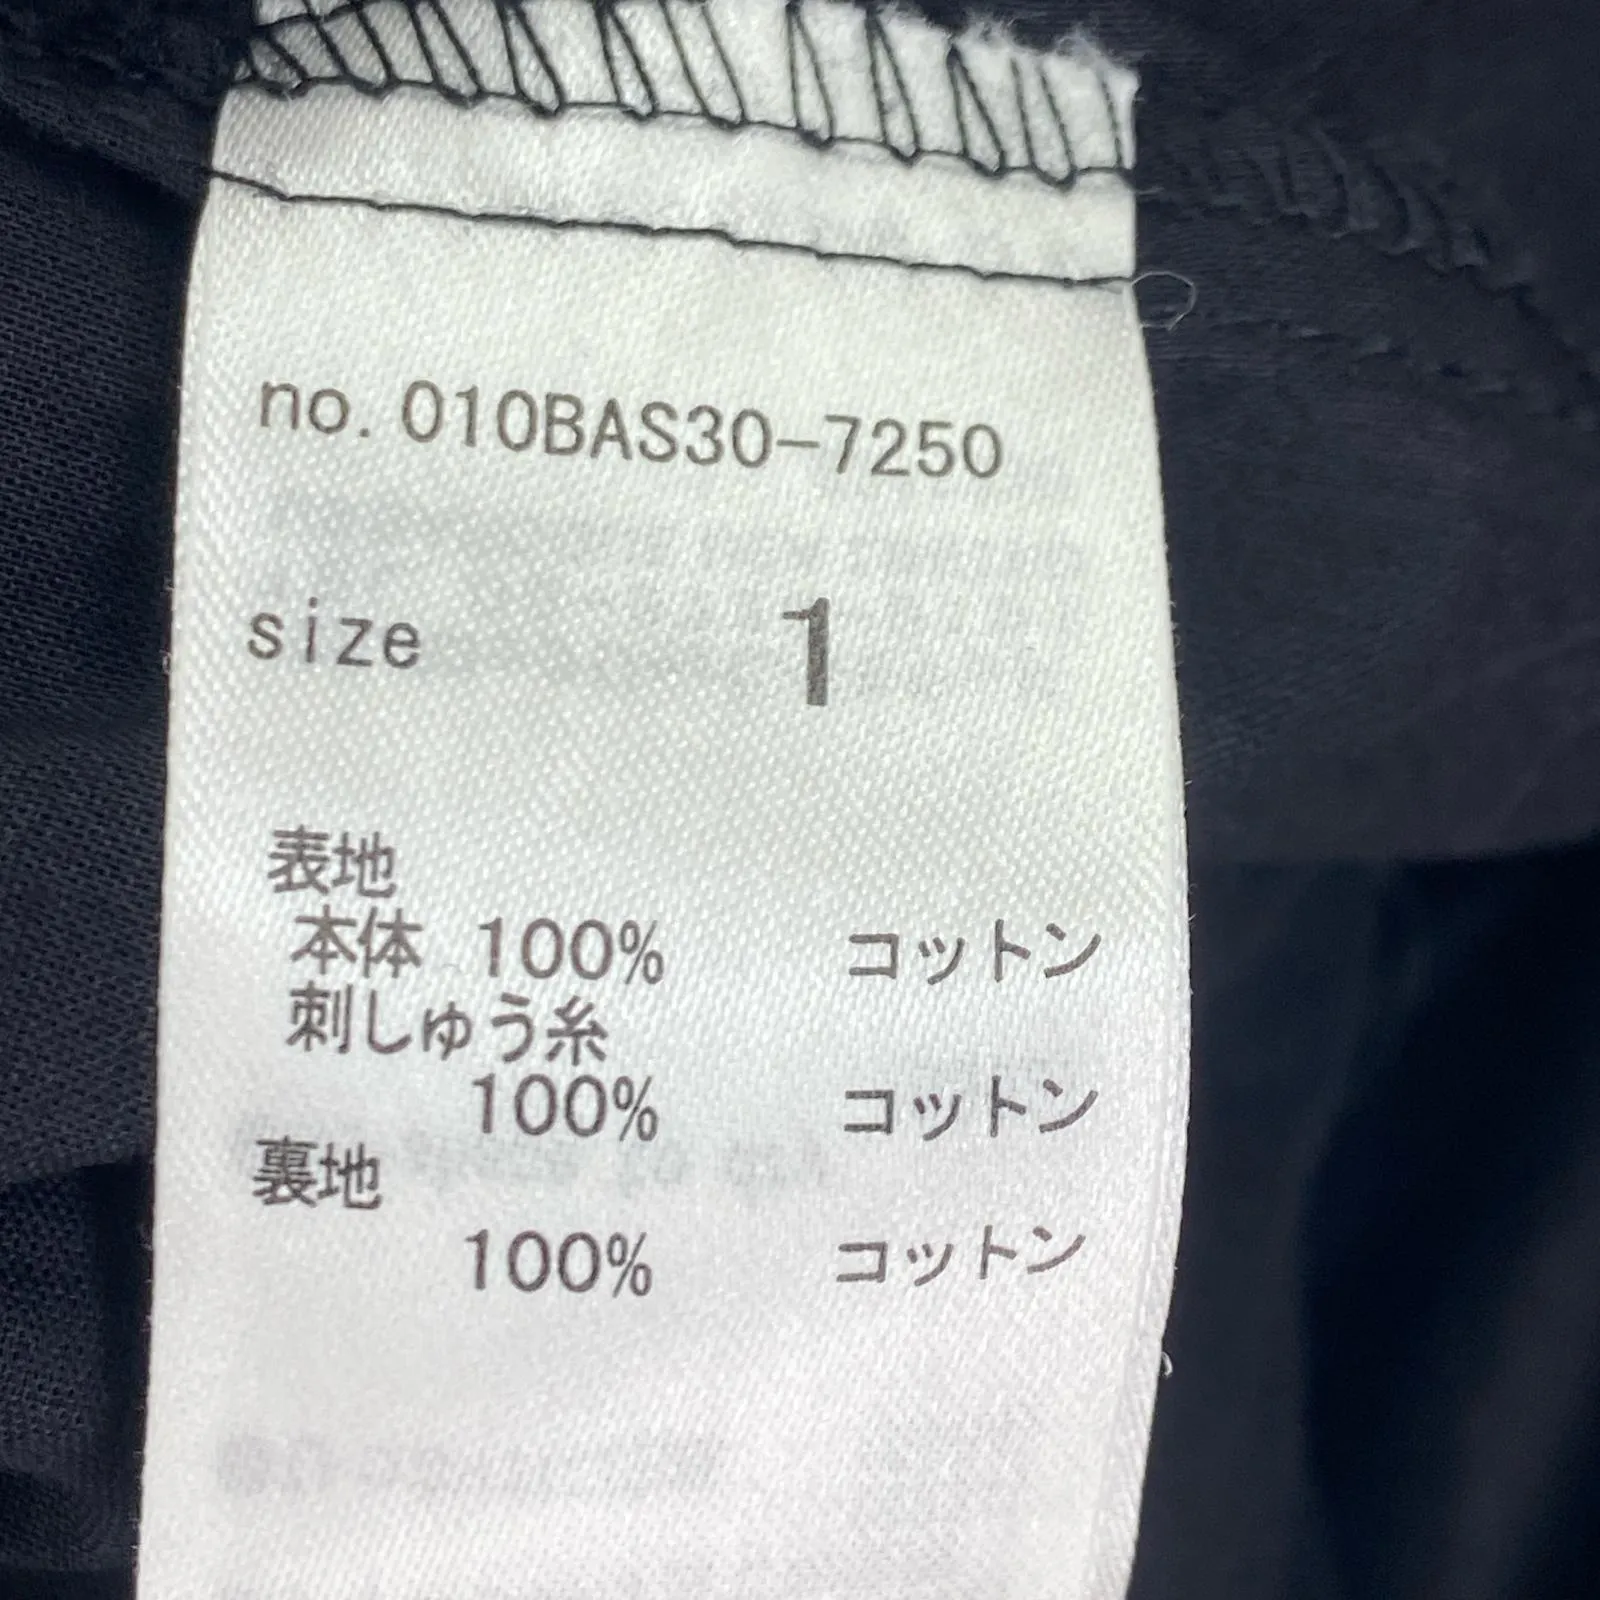 no.010BAS30-7250
size 1
表地
本体 100% コットン
刺しゅう糸
100% コットン
裏地
100% コットン